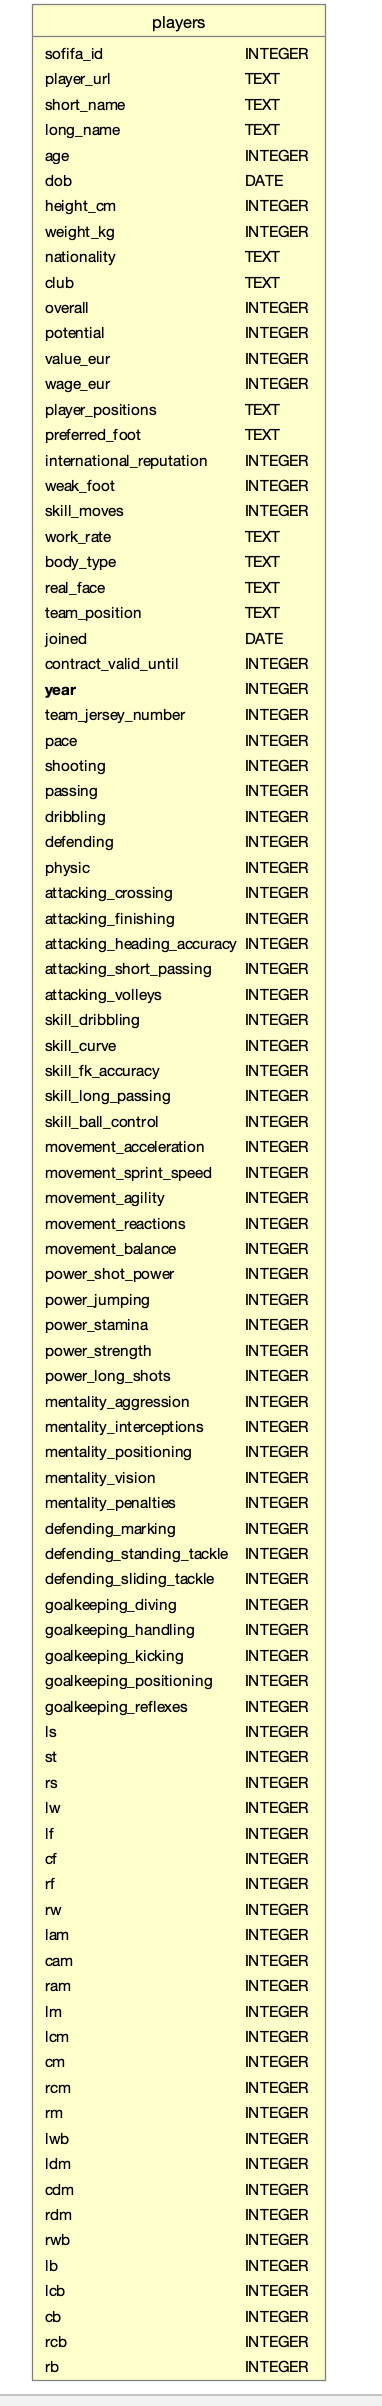 players
sofifa_id INTEGER
player_url TEXT
short_name TEXT
long_name TEXT
age INTEGER
dob DATE
height_cm INTEGER
weight_kg INTEGER
nationality TEXT
club TEXT
overall INTEGER
potential INTEGER
value_eur INTEGER
wage_eur INTEGER
player_positions TEXT
preferred_foot TEXT
international_reputation INTEGER
weak_foot INTEGER
skill_moves INTEGER
work_rate TEXT
body_type TEXT
real_face TEXT
team_position TEXT
joined DATE
contract_valid_until INTEGER
year INTEGER
team_jersey_number INTEGER
pace INTEGER
shooting INTEGER
passing INTEGER
dribbling INTEGER
defending INTEGER
physic INTEGER
attacking_crossing INTEGER
attacking_finishing INTEGER
attacking_heading_accuracy INTEGER
attacking_short_passing INTEGER
attacking_volleys INTEGER
skill_dribbling INTEGER
skill_curve INTEGER
skill_fk_accuracy INTEGER
skill_long_passing INTEGER
skill_ball_control INTEGER
movement_acceleration INTEGER
movement_sprint_speed INTEGER
movement_agility INTEGER
movement_reactions INTEGER
movement_balance INTEGER
power_shot_power INTEGER
power_jumping INTEGER
power_stamina INTEGER
power_strength INTEGER
power_long_shots INTEGER
mentality_aggression INTEGER
mentality_interceptions INTEGER
mentality_positioning INTEGER
mentality_vision INTEGER
mentality_penalties INTEGER
defending_marking INTEGER
defending_standing_tackle INTEGER
defending_sliding_tackle INTEGER
goalkeeping_diving INTEGER
goalkeeping_handling INTEGER
goalkeeping_kicking INTEGER
goalkeeping_positioning INTEGER
goalkeeping_reflexes INTEGER
ls INTEGER
st INTEGER
rs INTEGER
lw INTEGER
lf INTEGER
cf INTEGER
rf INTEGER
rw INTEGER
lam INTEGER
cam INTEGER
ram INTEGER
lm INTEGER
lcm INTEGER
cm INTEGER
rcm INTEGER
rm INTEGER
lwb INTEGER
ldm INTEGER
cdm INTEGER
rdm INTEGER
rwb INTEGER
lb INTEGER
lcb INTEGER
cb INTEGER
rcb INTEGER
rb INTEGER